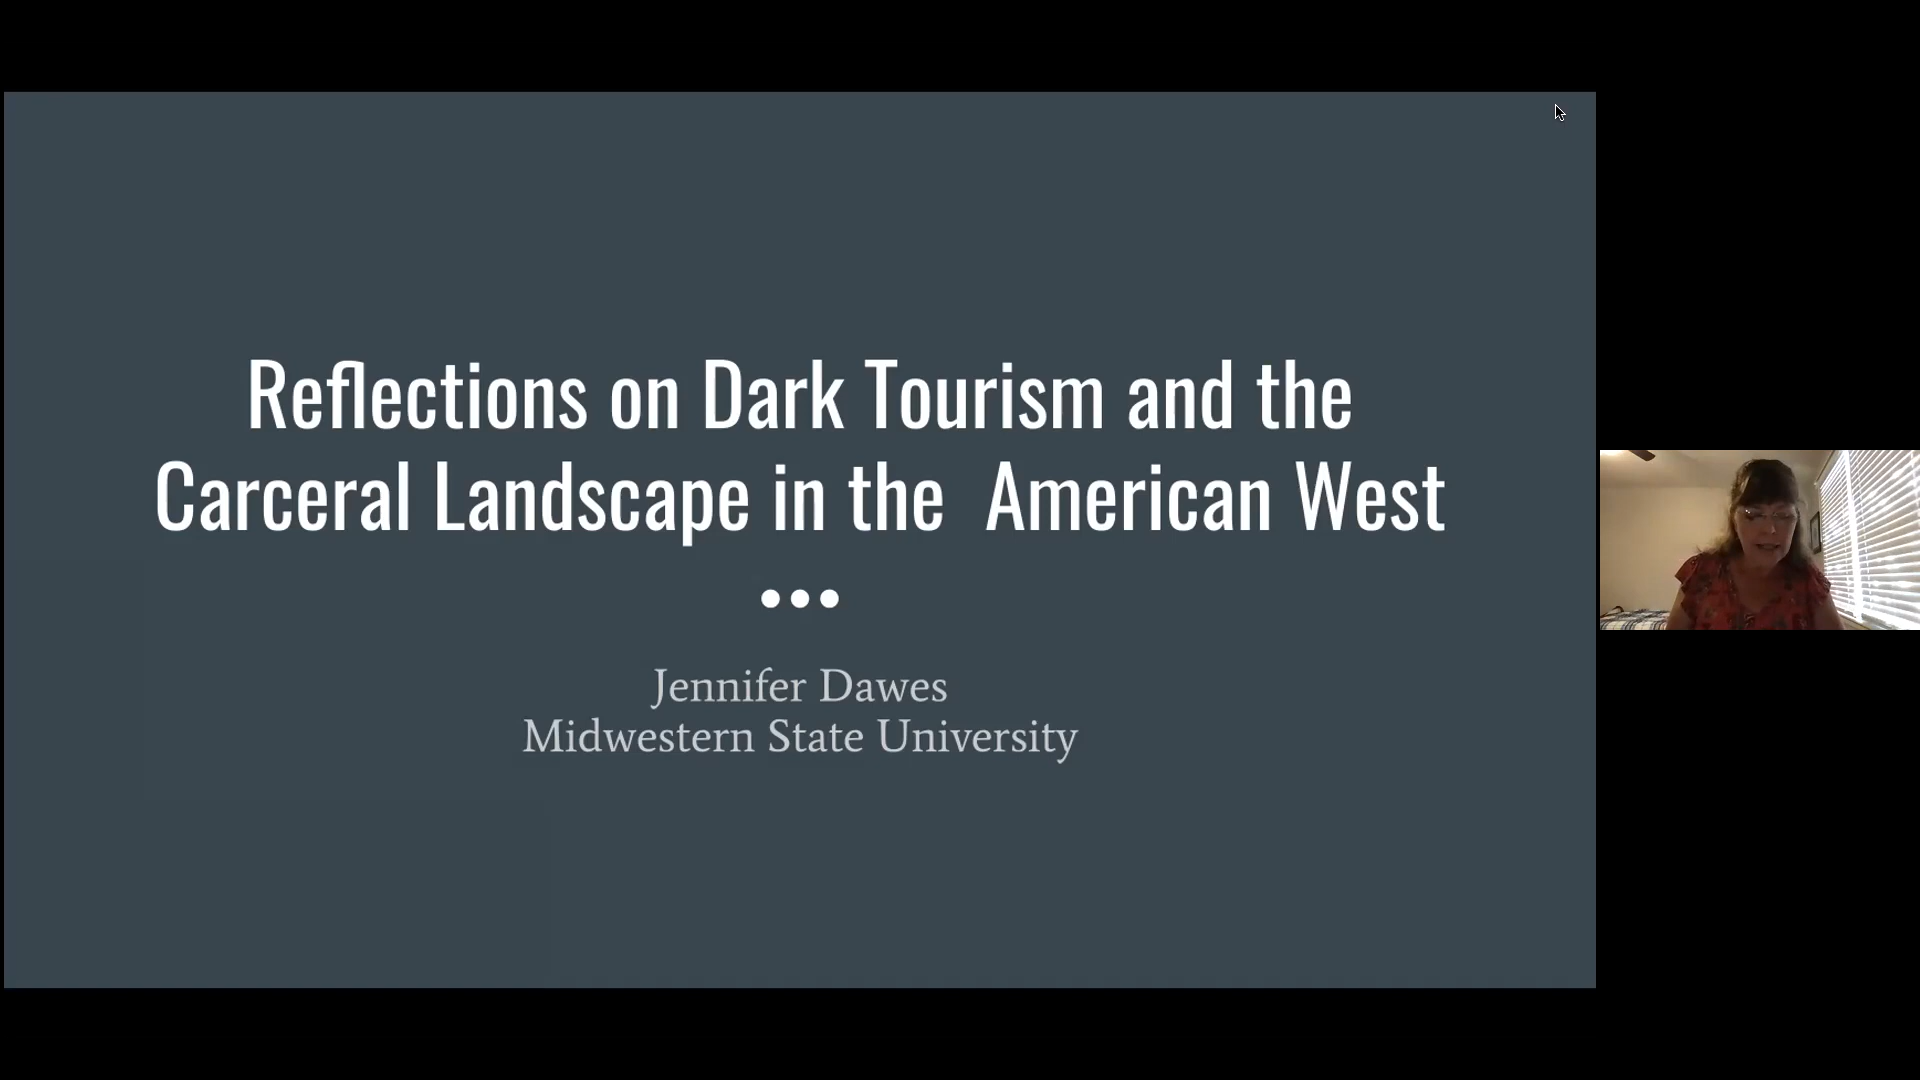 Reflections on Dark Tourism and the
Carceral Landscape in the American West
Jennifer Dawes
Midwestern State University